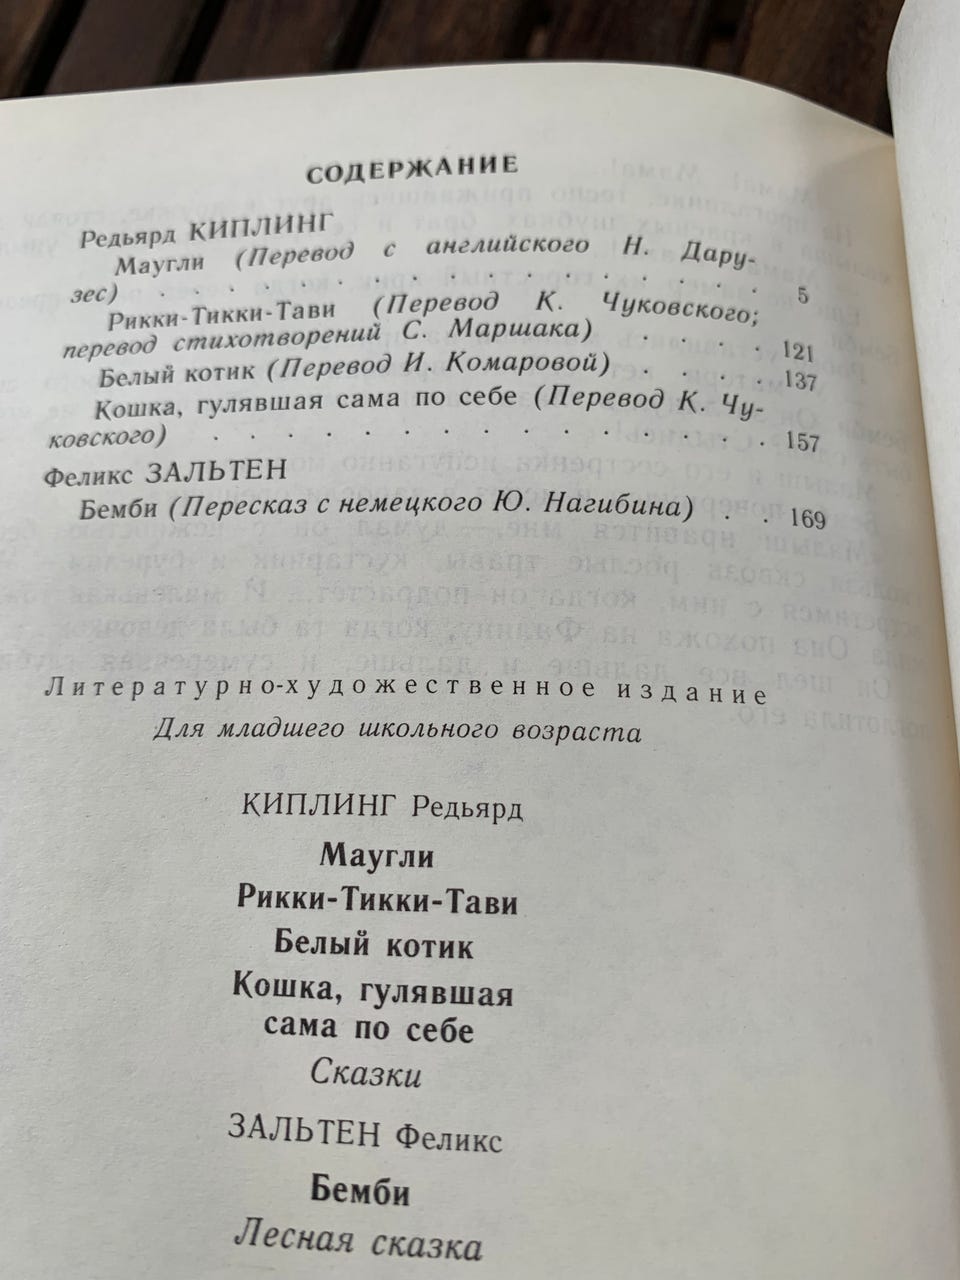 СОДЕРЖАНИЕ
Редьярд КИПЛИНГ
Маугли (Перевод с английского Н. Дару-
зес) . . . . . . . . . . . . . . 5
Рикки-Тикки-Тави (Перевод К. Чуковского;
перевод стихотворений С. Маршака) . . . . 121
Белый котик (Перевод И. Комаровой) . . . . 137
Кошка, гулявшая сама по себе (Перевод К. Чу-
ковского) . . . . . . . . . . . . . . . 157
Феликс ЗАЛЬТЕН
Бемби (Пересказ с немецкого Ю. Нагибина) . . 169
Литературно-художественное издание
Для младшего школьного возраста
КИПЛИНГ Редьярд
Маугли
Рикки-Тикки-Тави
Белый котик
Кошка, гулявшая
сама по себе
Сказки
ЗАЛЬТЕН Феликс
Бемби
Лесная сказка